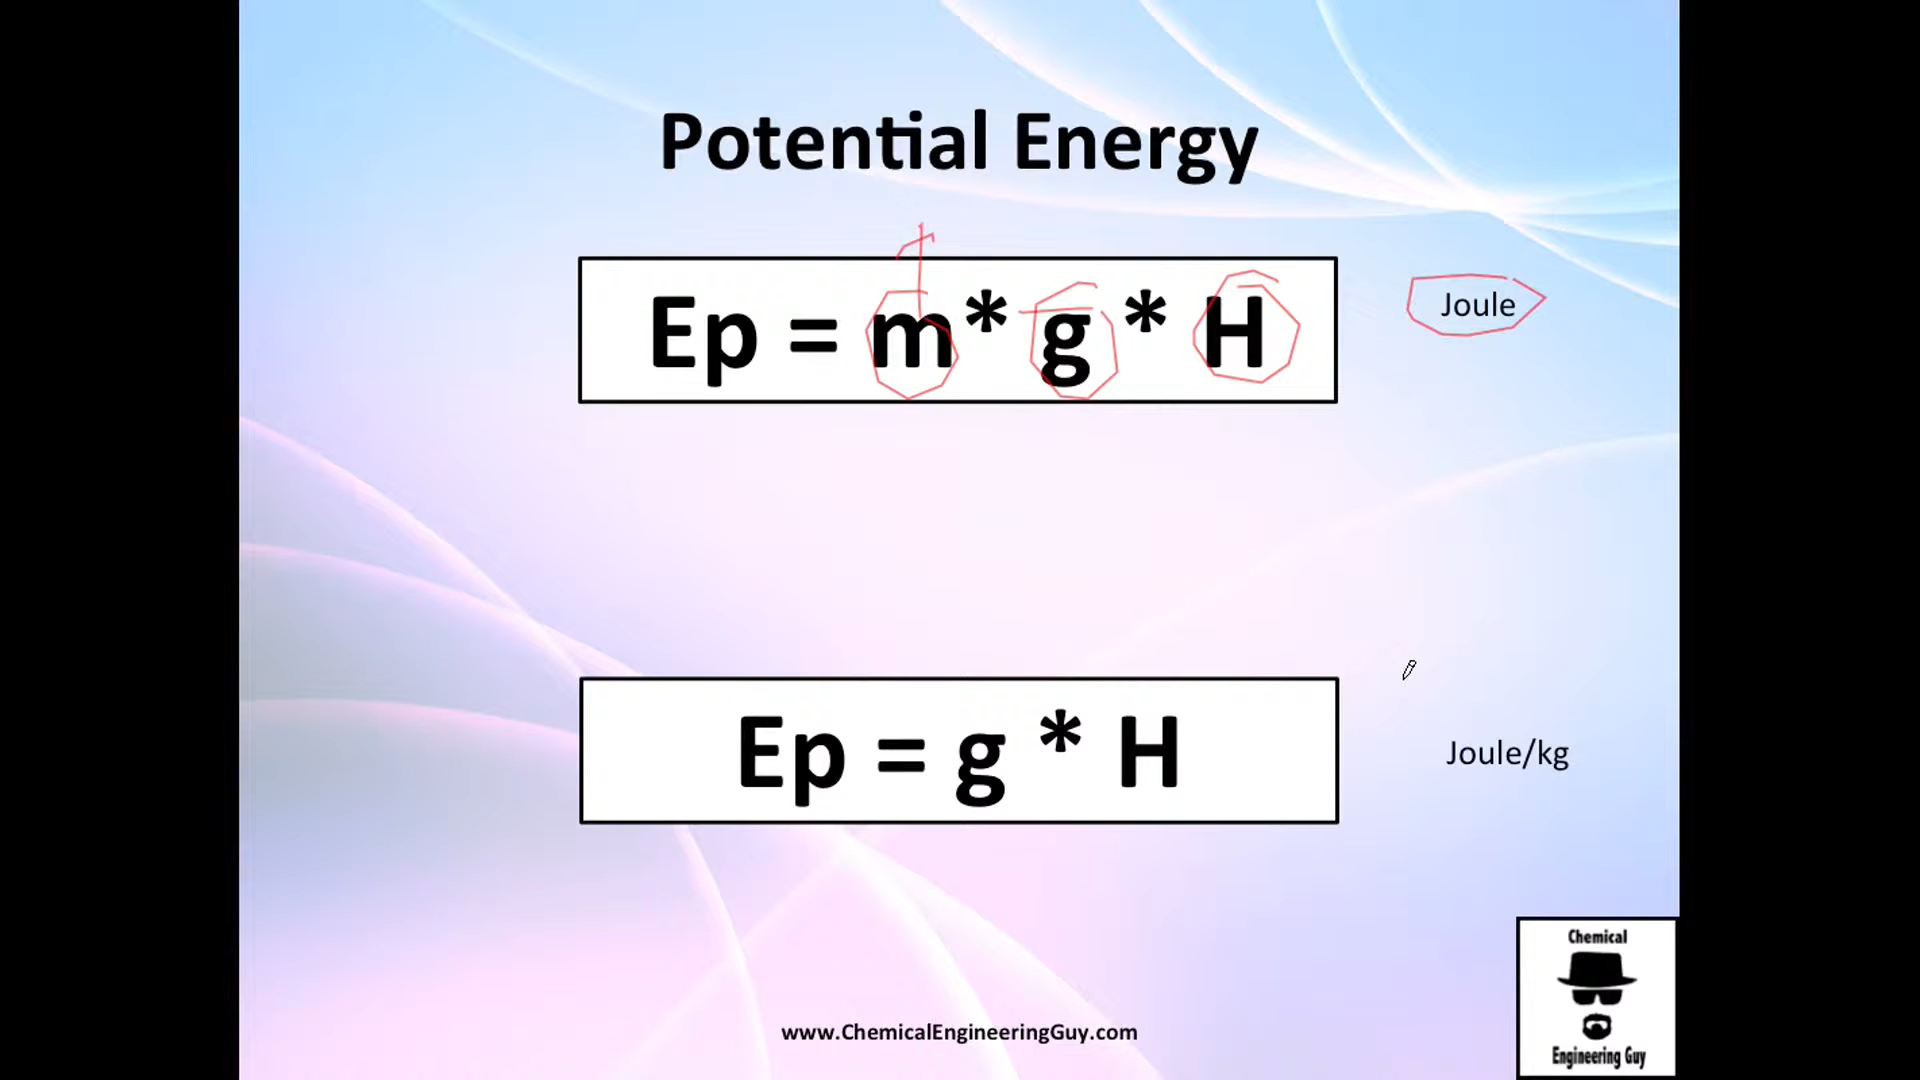 Potential Energy
Ep = m* g * H
Joule
Ep = g * H
Joule/kg
www.ChemicalEngineeringGuy.com
Chemical
Engineering Guy